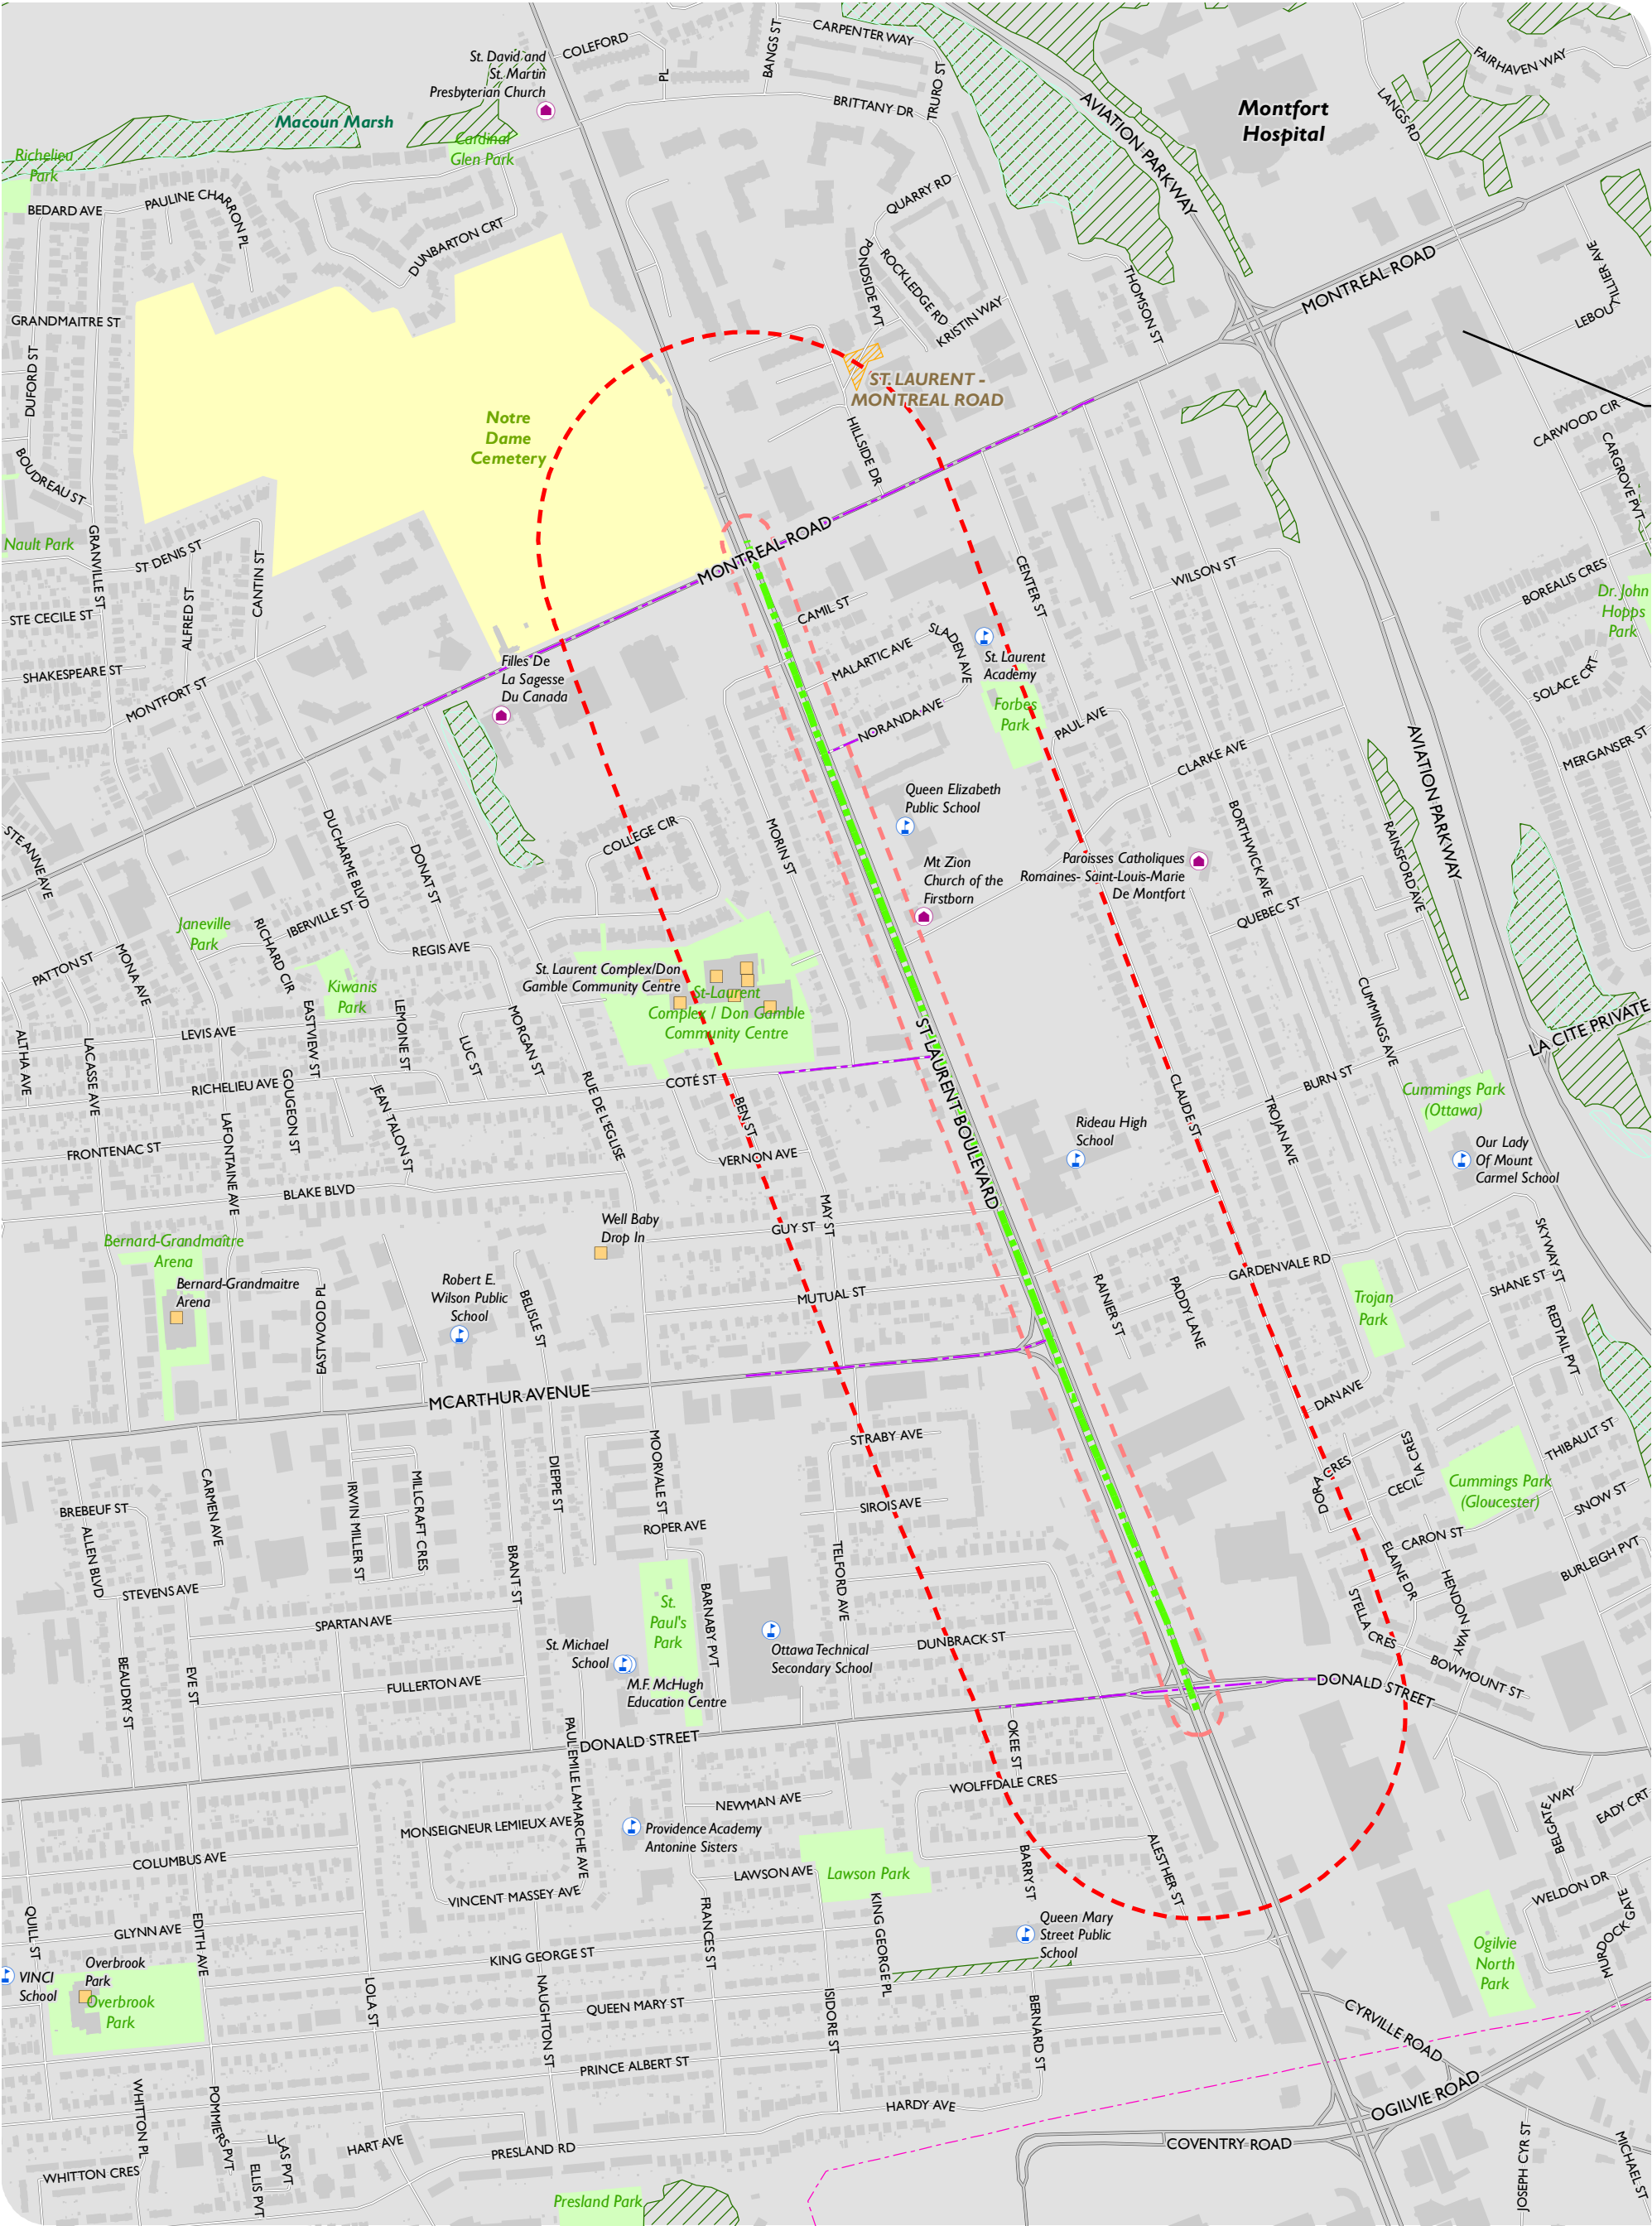 COLEFORD
PL
BANGS ST
CARPENTER WAY
TRURO ST
BRITTANY DR
St. David and
St. Martin
Presbyterian Church
Macoun Marsh
Cardinal
Glen Park
Richelieu
Park
BEDARD AVE
PAULINE CHARRON PL
DUNBARTON CRT
QUARRY RD
PONDSIDE PVT
ROCKLEDGE RD
KRISTIN WAY
THOMSON ST
AVIATION PARKWAY
Montfort
Hospital
LANGS RD
FAIRHAVEN WAY
MONTREAL ROAD
TILLIER AVE
LEBOU
GRANDMAITRE ST
DUFORD ST
BOUDREAU ST
Nault Park
GRANVILLE ST
ST DENIS ST
CANTIN ST
ALFRED ST
STE CECILE ST
SHAKESPEARE ST
MONTFORT ST
Notre
Dame
Cemetery
ST. LAURENT -
MONTREAL ROAD
HILLSIDE DR
MONTREAL ROAD
CARWOOD CIR
CARGROVE PVT
CENTER ST
WILSON ST
BOREALIS CRES
Dr. John
Hopps
Park
SOLACE CRT
MERGANSER ST
CAMIL ST
MALARTIC AVE
SLADEN AVE
NORANDA AVE
St. Laurent
Academy
Forbes
Park
PAUL AVE
CLARKE AVE
AVIATION PARKWAY
Filles De
La Sagesse
Du Canada
Queen Elizabeth
Public School
Mt Zion
Church of the
Firstborn
Paroisses Catholiques
Romaines- Saint-Louis-Marie
De Montfort
BORTHWICK AVE
RAINSFORD AVE
QUEBEC ST
STE ANNE AVE
DUCHARME BLVD
DONAT ST
COLLEGE CIR
MORIN ST
Janeville
Park
RICHARD CIR
IBERVILLE ST
REGIS AVE
PATTON ST
MONA AVE
Kiwanis
Park
St. Laurent Complex/Don
Gamble Community Centre
St-Laurent
Complex / Don Gamble
Community Centre
CUMMINGS AVE
LA CITE PRIVATE
ALTHA AVE
LEVIS AVE
LACASSE AVE
EASTVIEW ST
LEMOINE ST
LUC ST
MORGAN ST
RICHELIEU AVE
GOUGEON ST
JEAN TALON ST
RUE DE L'EGLISE
COTÉ ST
BEN ST
VERNON AVE
ST LAURENT BOULEVARD
Rideau High
School
CLAUDE ST
TROJAN AVE
BURN ST
Cummings Park
(Ottawa)
Our Lady
Of Mount
Carmel School
FRONTENAC ST
LAFONTAINE AVE
BLAKE BLVD
MAY ST
GUY ST
Well Baby
Drop In
Bernard-Grandmaître
Arena
Bernard-Grandmaitre
Arena
EASTWOOD PL
Robert E.
Wilson Public
School
BELISLE ST
MUTUAL ST
RAINIER ST
PADDY LANE
GARDENVALE RD
SKYWAY ST
SHANE ST
REDTAIL PVT
Trojan
Park
DAN AVE
MCARTHUR AVENUE
STRABY AVE
SIROIS AVE
MOORVALE ST
DIEPPE ST
CARMEN AVE
BREBEUF ST
ALLEN BLVD
IRWIN MILLER ST
MILLCRAFT CRES
BRANT ST
ROPER AVE
DORA CRES
CECILIA CRES
Cummings Park
(Gloucester)
THIBAULT ST
SNOW ST
CARON ST
BURLEIGH PVT
STEVENS AVE
SPARTAN AVE
FULLERTON AVE
BEAUDRY ST
EVE ST
St.
Paul's
Park
BARNABY PVT
TELFORD AVE
St. Michael
School
M.F. McHugh
Education Centre
Ottawa Technical
Secondary School
DUNBRACK ST
ELAINE DR
STELLA CRES
HENDON WAY
BOWMOUNT ST
DONALD STREET
DONALD STREET
PAUL EMILE LAMARCHE AVE
OKEE ST
WOLFFDALE CRES
NEWMAN AVE
MONSEIGNEUR LEMIEUX AVE
Providence Academy
Antonine Sisters
LAWSON AVE
Lawson Park
BARRY ST
ALESTHER ST
BELGATE WAY
EADY CRT
WELDON DR
MURDOCK GATE
COLUMBUS AVE
VINCENT MASSEY AVE
QUILL ST
GLYNN AVE
EDITH AVE
KING GEORGE ST
FRANCES ST
KING GEORGE PL
Queen Mary
Street Public
School
Ogilvie
North
Park
VINCI
School
Overbrook
Park
Overbrook
Park
LOLA ST
NAUGHTON ST
QUEEN MARY ST
ISIDORE ST
BERNARD ST
CYRVILLE ROAD
PRINCE ALBERT ST
OGILVIE ROAD
WHITTON PL
POMMIERS PVT
LILAS PVT
ELLIS PVT
HART AVE
HARDY AVE
PRESLAND RD
COVENTRY ROAD
WHITTON CRES
Presland Park
JOSEPH CYR ST
MICHAEL ST